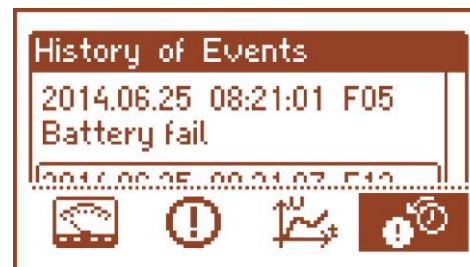 History of Events
2014.06.25 08:21:01 F05
Battery fail
U
t